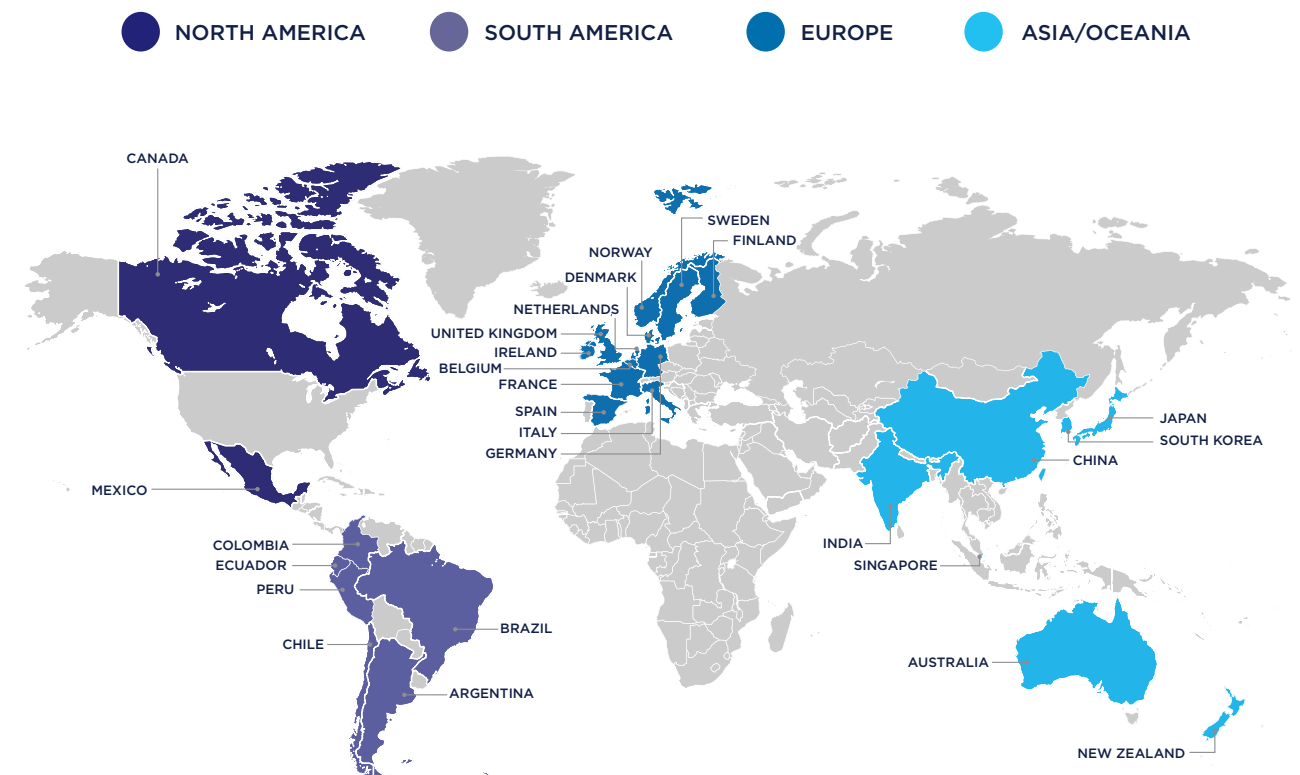 NORTH AMERICA
SOUTH AMERICA
EUROPE
ASIA/OCEANIA
CANADA
SWEDEN
FINLAND
NORWAY
DENMARK
NETHERLANDS
UNITED KINGDOM
IRELAND
BELGIUM
FRANCE
SPAIN
ITALY
GERMANY
JAPAN
SOUTH KOREA
CHINA
MEXICO
INDIA
SINGAPORE
COLOMBIA
ECUADOR
PERU
BRAZIL
CHILE
AUSTRALIA
ARGENTINA
NEW ZEALAND